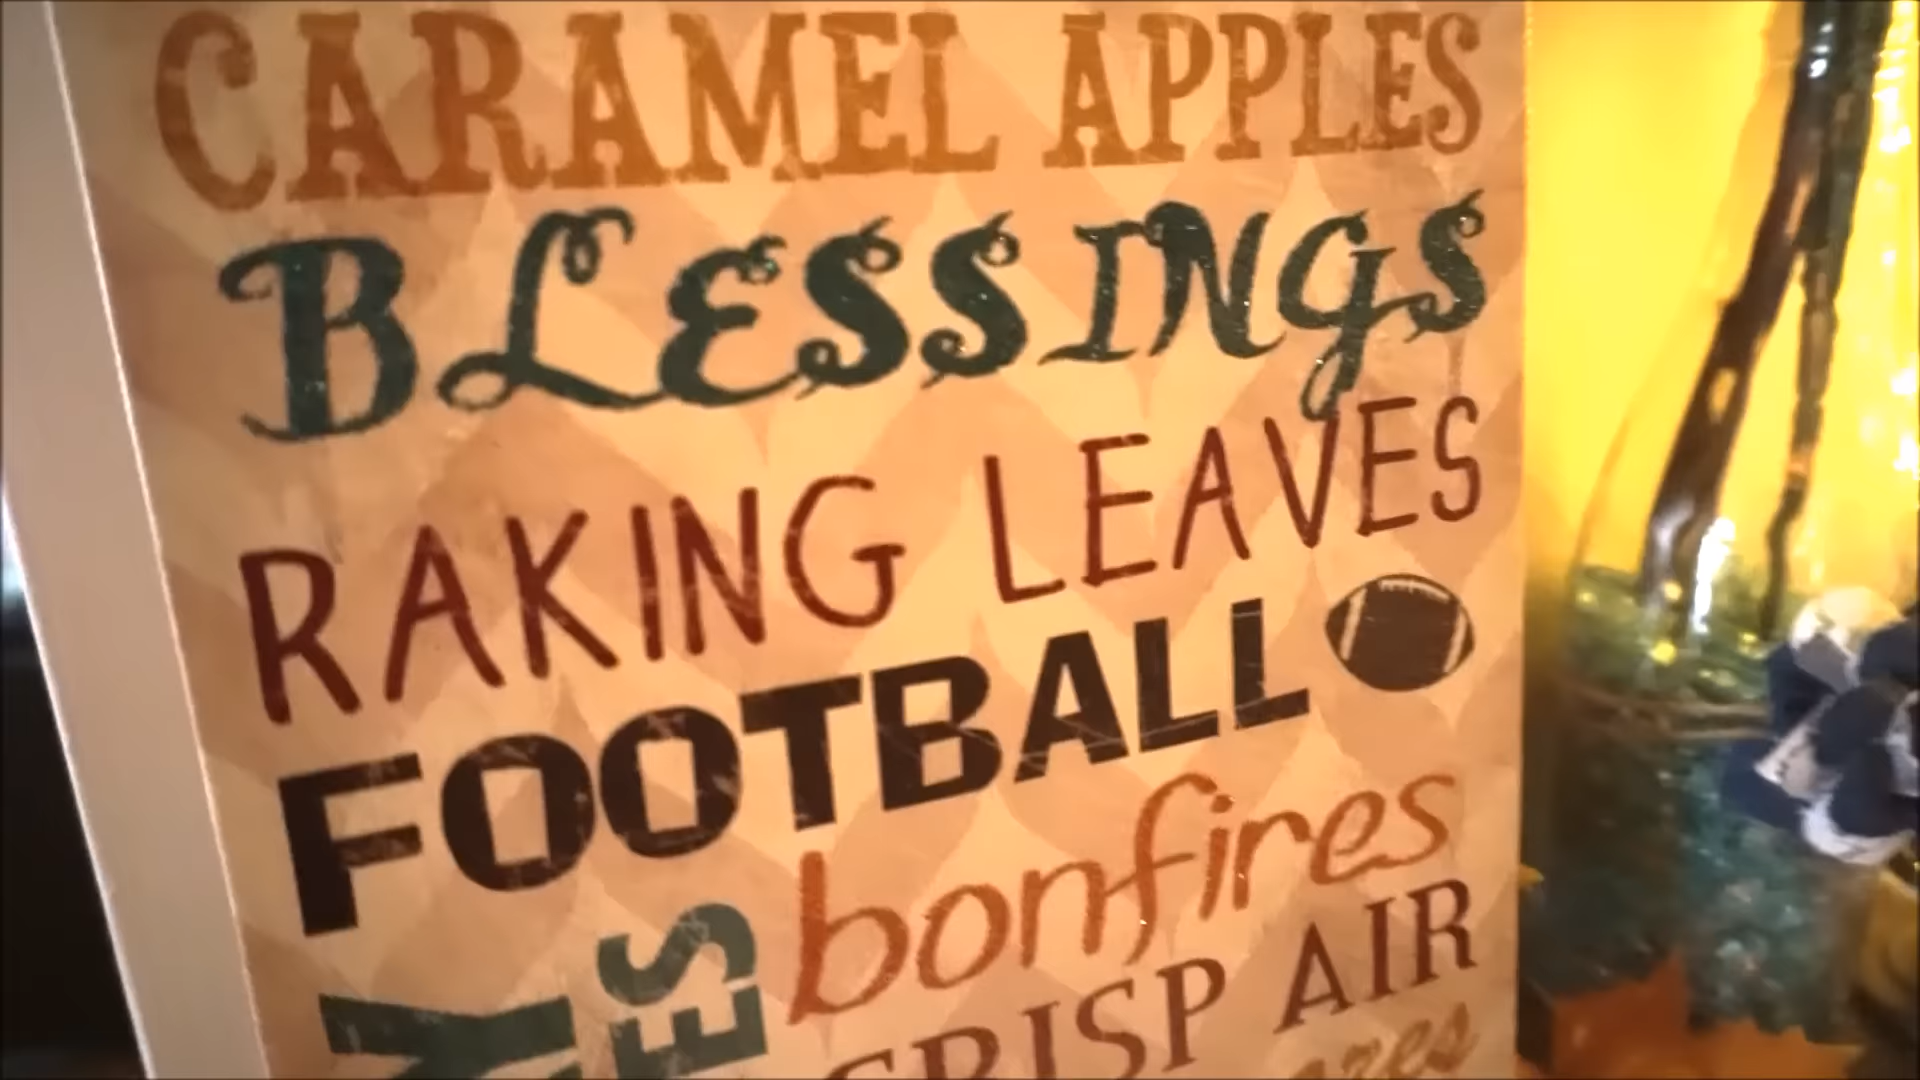 CARAMEL APPLES
BLESSINGS
RAKING LEAVES
FOOTBALL
bonfires
CRISP AIR